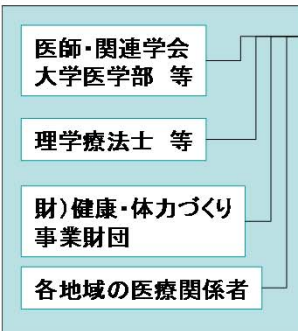 医師・関連学会
大学医学部 等
理学療法士 等
財）健康・体力づくり
事業財団
各地域の医療関係者